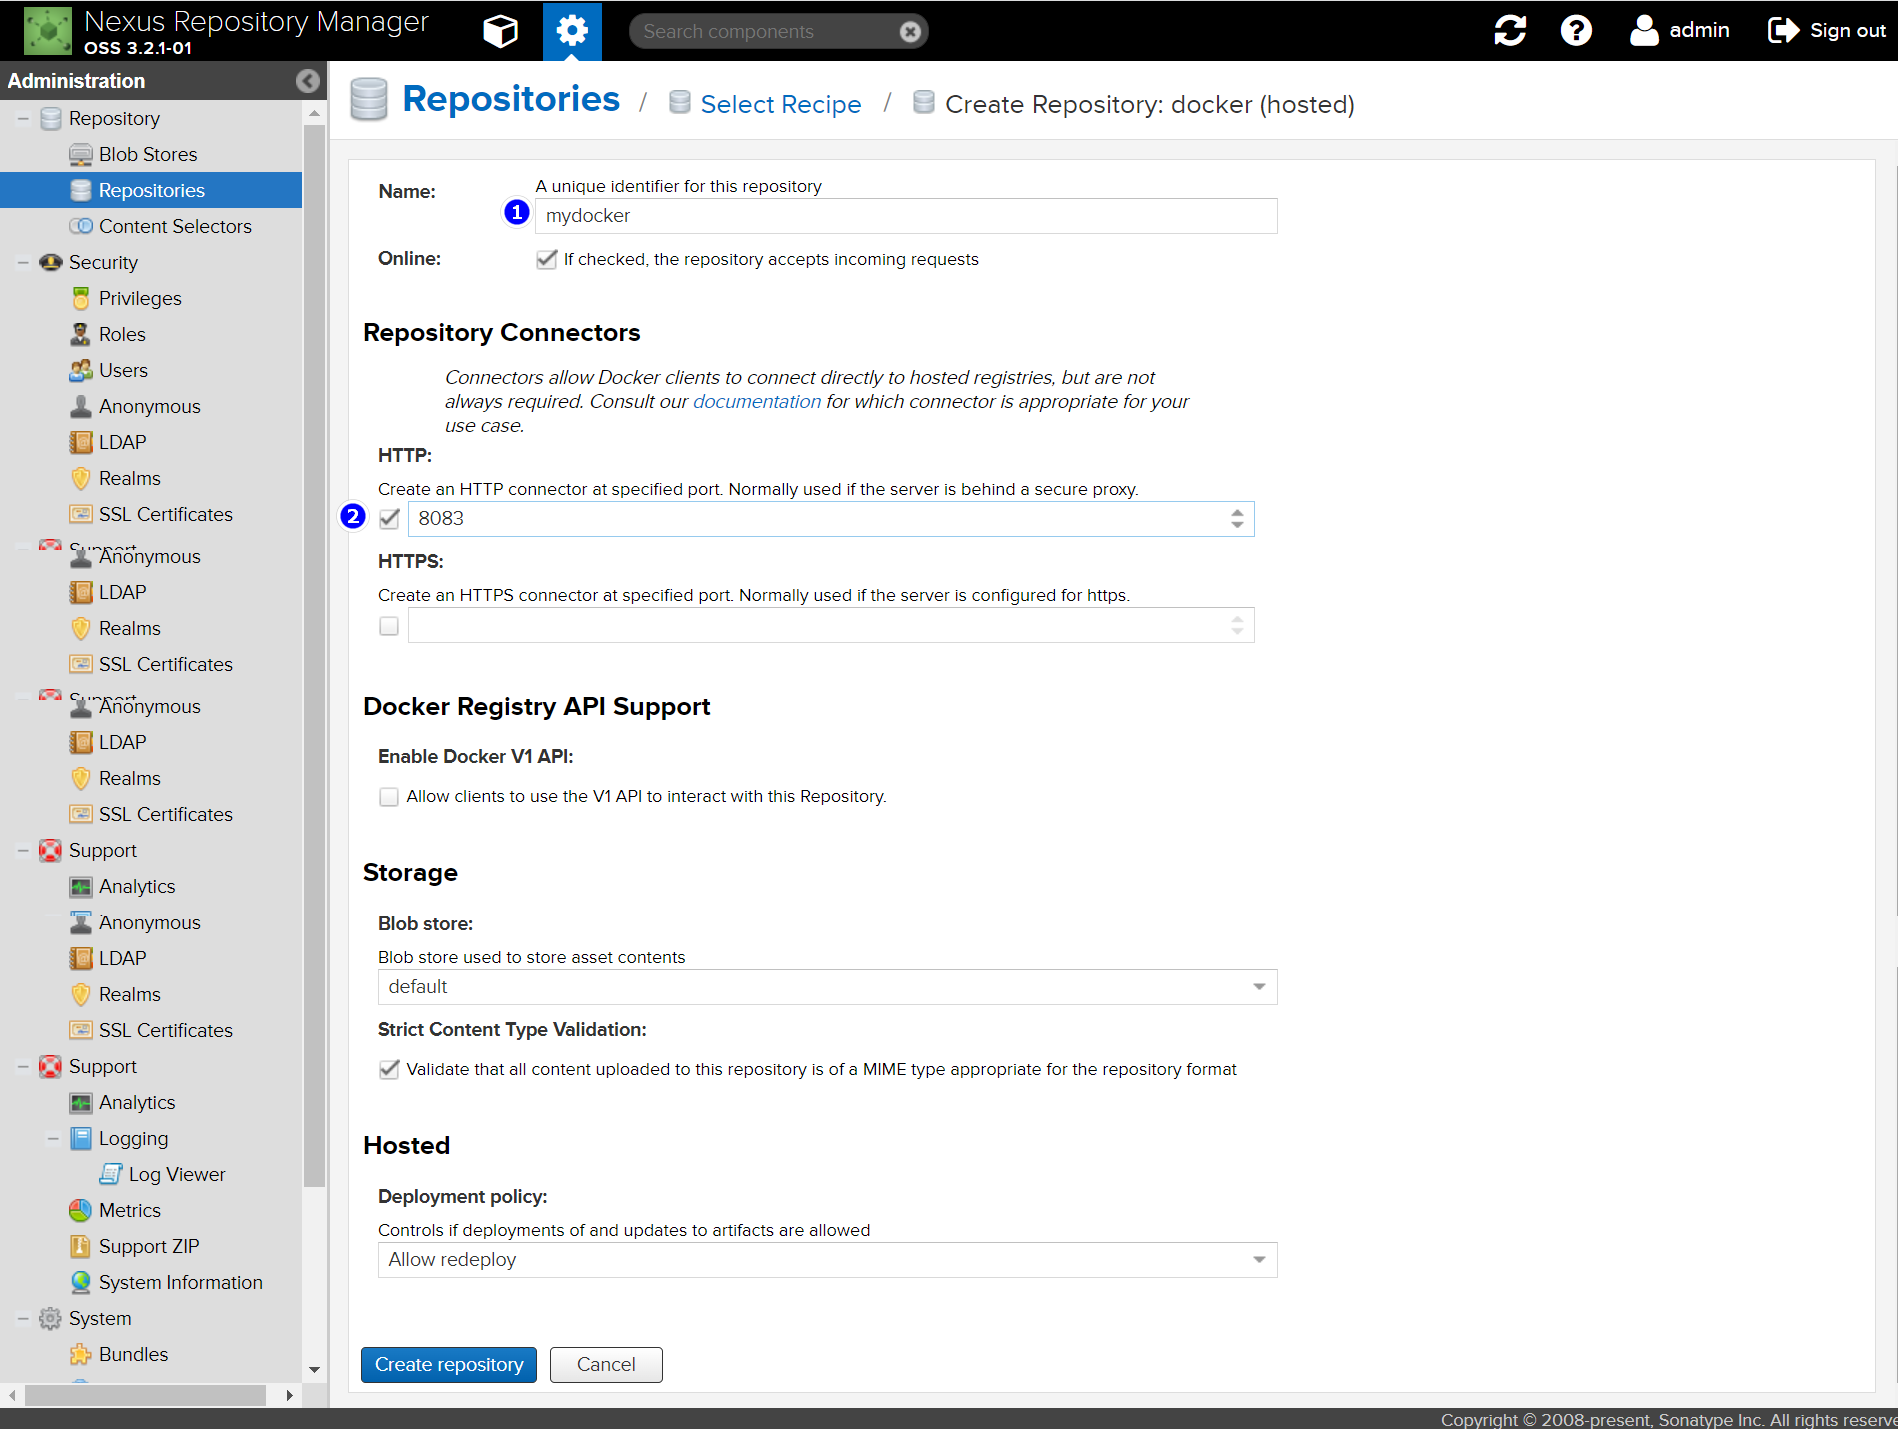 Nexus Repository Manager
OSS 3.2.1-01
Search components
admin
Sign out
Administration
Repository
Blob Stores
Repositories
Content Selectors
Security
Privileges
Roles
Users
Anonymous
LDAP
Realms
SSL Certificates
Support
Anonymous
LDAP
Realms
SSL Certificates
Support
Anonymous
LDAP
Realms
SSL Certificates
Support
Analytics
Anonymous
LDAP
Realms
SSL Certificates
Support
Analytics
Logging
Log Viewer
Metrics
Support ZIP
System Information
System
Bundles
Repositories / Select Recipe / Create Repository: docker (hosted)
Name:
A unique identifier for this repository
1
mydocker
Online:
If checked, the repository accepts incoming requests
Repository Connectors
Connectors allow Docker clients to connect directly to hosted registries, but are not
always required. Consult our documentation for which connector is appropriate for your
use case.
HTTP:
Create an HTTP connector at specified port. Normally used if the server is behind a secure proxy.
2
8083
HTTPS:
Create an HTTPS connector at specified port. Normally used if the server is configured for https.
Docker Registry API Support
Enable Docker V1 API:
Allow clients to use the V1 API to interact with this Repository.
Storage
Blob store:
Blob store used to store asset contents
default
Strict Content Type Validation:
Validate that all content uploaded to this repository is of a MIME type appropriate for the repository format
Hosted
Deployment policy:
Controls if deployments of and updates to artifacts are allowed
Allow redeploy
Create repository
Cancel
Copyright © 2008-present, Sonatype Inc. All rights reserve